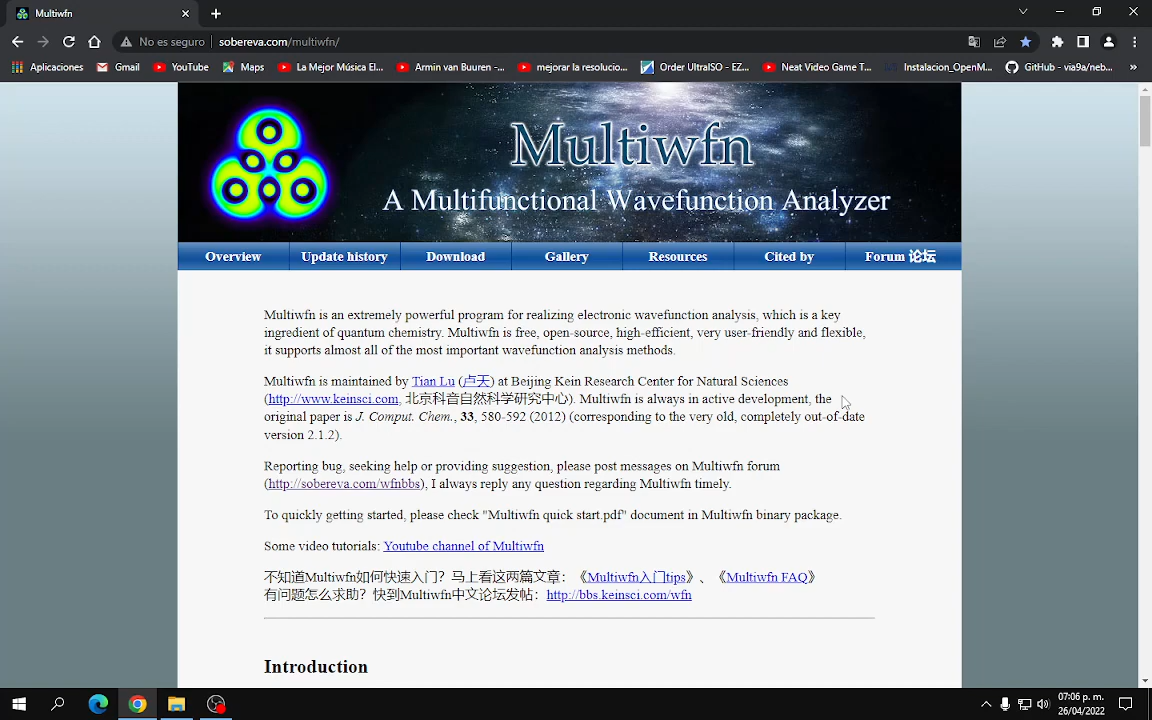 Multiwfn
No es seguro sobereva.com/multiwfn/
Aplicaciones Gmail YouTube Maps La Mejor Música El... Armin van Buuren -... mejorar la resolucio... Order UltraISO - EZ... Neat Video Game T... Instalacion_OpenM... GitHub - via9a/neb... »
Multiwfn
A Multifunctional Wavefunction Analyzer
Overview Update history Download Gallery Resources Cited by Forum 论坛
Multiwfn is an extremely powerful program for realizing electronic wavefunction analysis, which is a key
ingredient of quantum chemistry. Multiwfn is free, open-source, high-efficient, very user-friendly and flexible,
it supports almost all of the most important wavefunction analysis methods.
Multiwfn is maintained by Tian Lu (卢天) at Beijing Kein Research Center for Natural Sciences
(http://www.keinsci.com, 北京科音自然科学研究中心). Multiwfn is always in active development, the
original paper is J. Comput. Chem., 33, 580-592 (2012) (corresponding to the very old, completely out-of-date
version 2.1.2).
Reporting bug, seeking help or providing suggestion, please post messages on Multiwfn forum
(http://sobereva.com/wfnbbs), I always reply any question regarding Multiwfn timely.
To quickly getting started, please check "Multiwfn quick start.pdf" document in Multiwfn binary package.
Some video tutorials: Youtube channel of Multiwfn
不知道Multiwfn如何快速入门？马上看这两篇文章：《Multiwfn入门tips》、《Multiwfn FAQ》
有问题怎么求助？快到Multiwfn中文论坛发帖：http://bbs.keinsci.com/wfn
Introduction
07:06 p. m.
26/04/2022